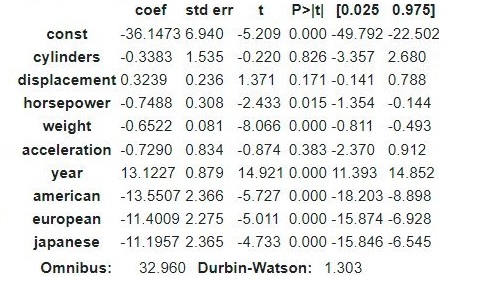 coef std err t P>|t| [0.025 0.975]
const -36.1473 6.940 -5.209 0.000 -49.792 -22.502
cylinders -0.3383 1.535 -0.220 0.826 -3.357 2.680
displacement 0.3239 0.236 1.371 0.171 -0.141 0.788
horsepower -0.7488 0.308 -2.433 0.015 -1.354 -0.144
weight -0.6522 0.081 -8.066 0.000 -0.811 -0.493
acceleration -0.7290 0.834 -0.874 0.383 -2.370 0.912
year 13.1227 0.879 14.921 0.000 11.393 14.852
american -13.5507 2.366 -5.727 0.000 -18.203 -8.898
european -11.4009 2.275 -5.011 0.000 -15.874 -6.928
japanese -11.1957 2.365 -4.733 0.000 -15.846 -6.545
Omnibus: 32.960 Durbin-Watson: 1.303